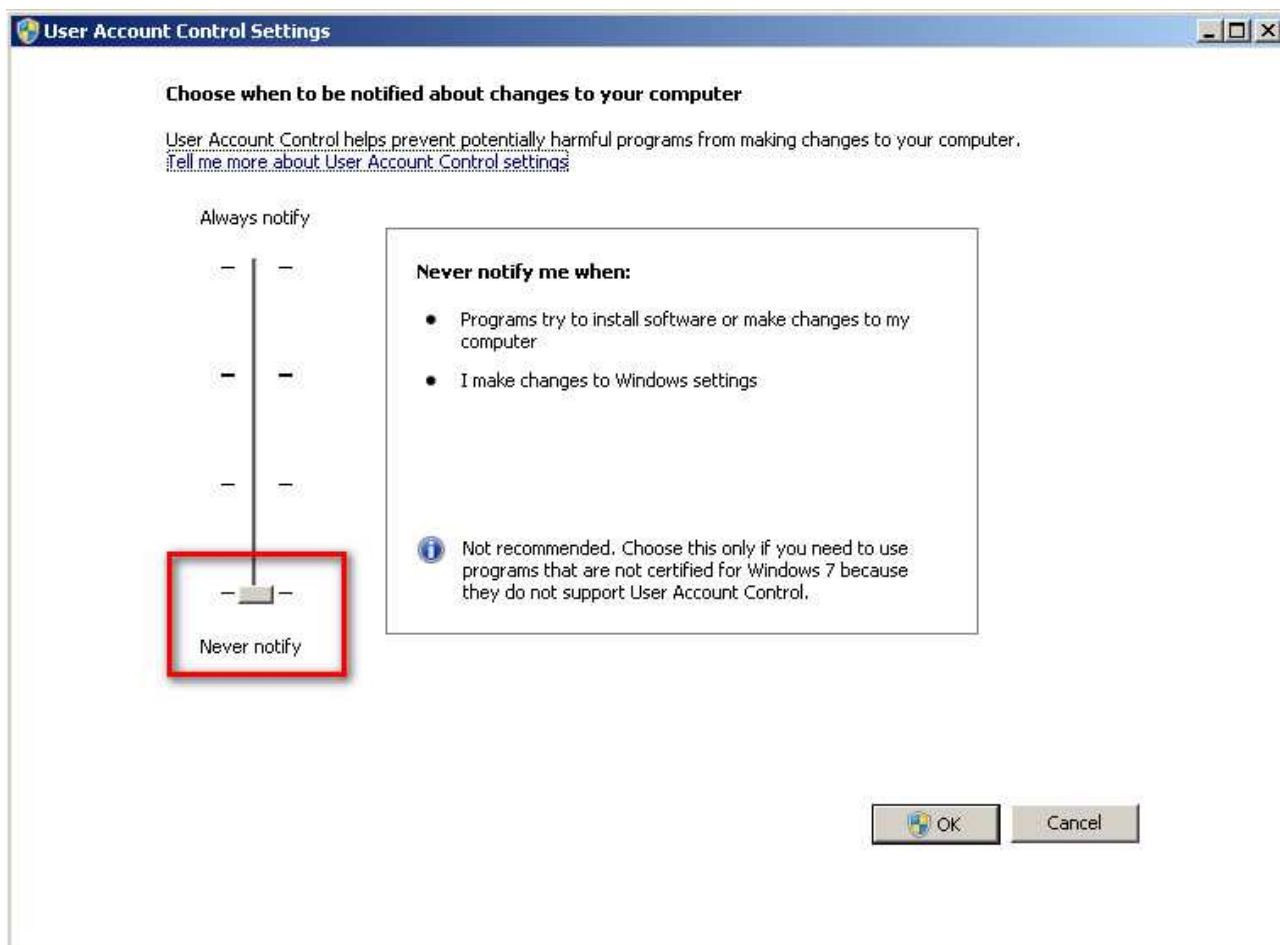 User Account Control Settings
Choose when to be notified about changes to your computer
User Account Control helps prevent potentially harmful programs from making changes to your computer.
Tell me more about User Account Control settings
Always notify
Never notify me when:
Programs try to install software or make changes to my
computer
I make changes to Windows settings
Not recommended. Choose this only if you need to use
programs that are not certified for Windows 7 because
they do not support User Account Control.
Never notify
OK
Cancel